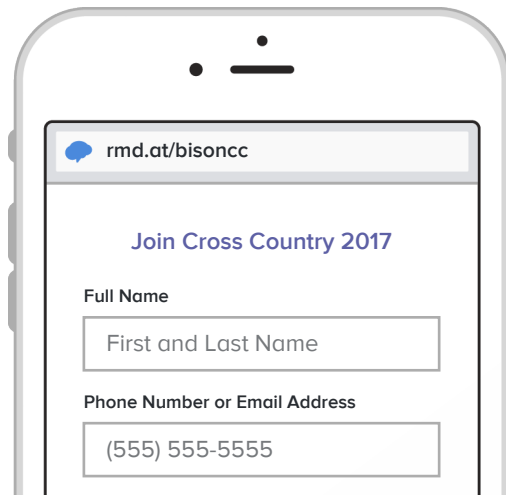 rmd.at/bisoncc
Join Cross Country 2017
Full Name
First and Last Name
Phone Number or Email Address
(555) 555-5555